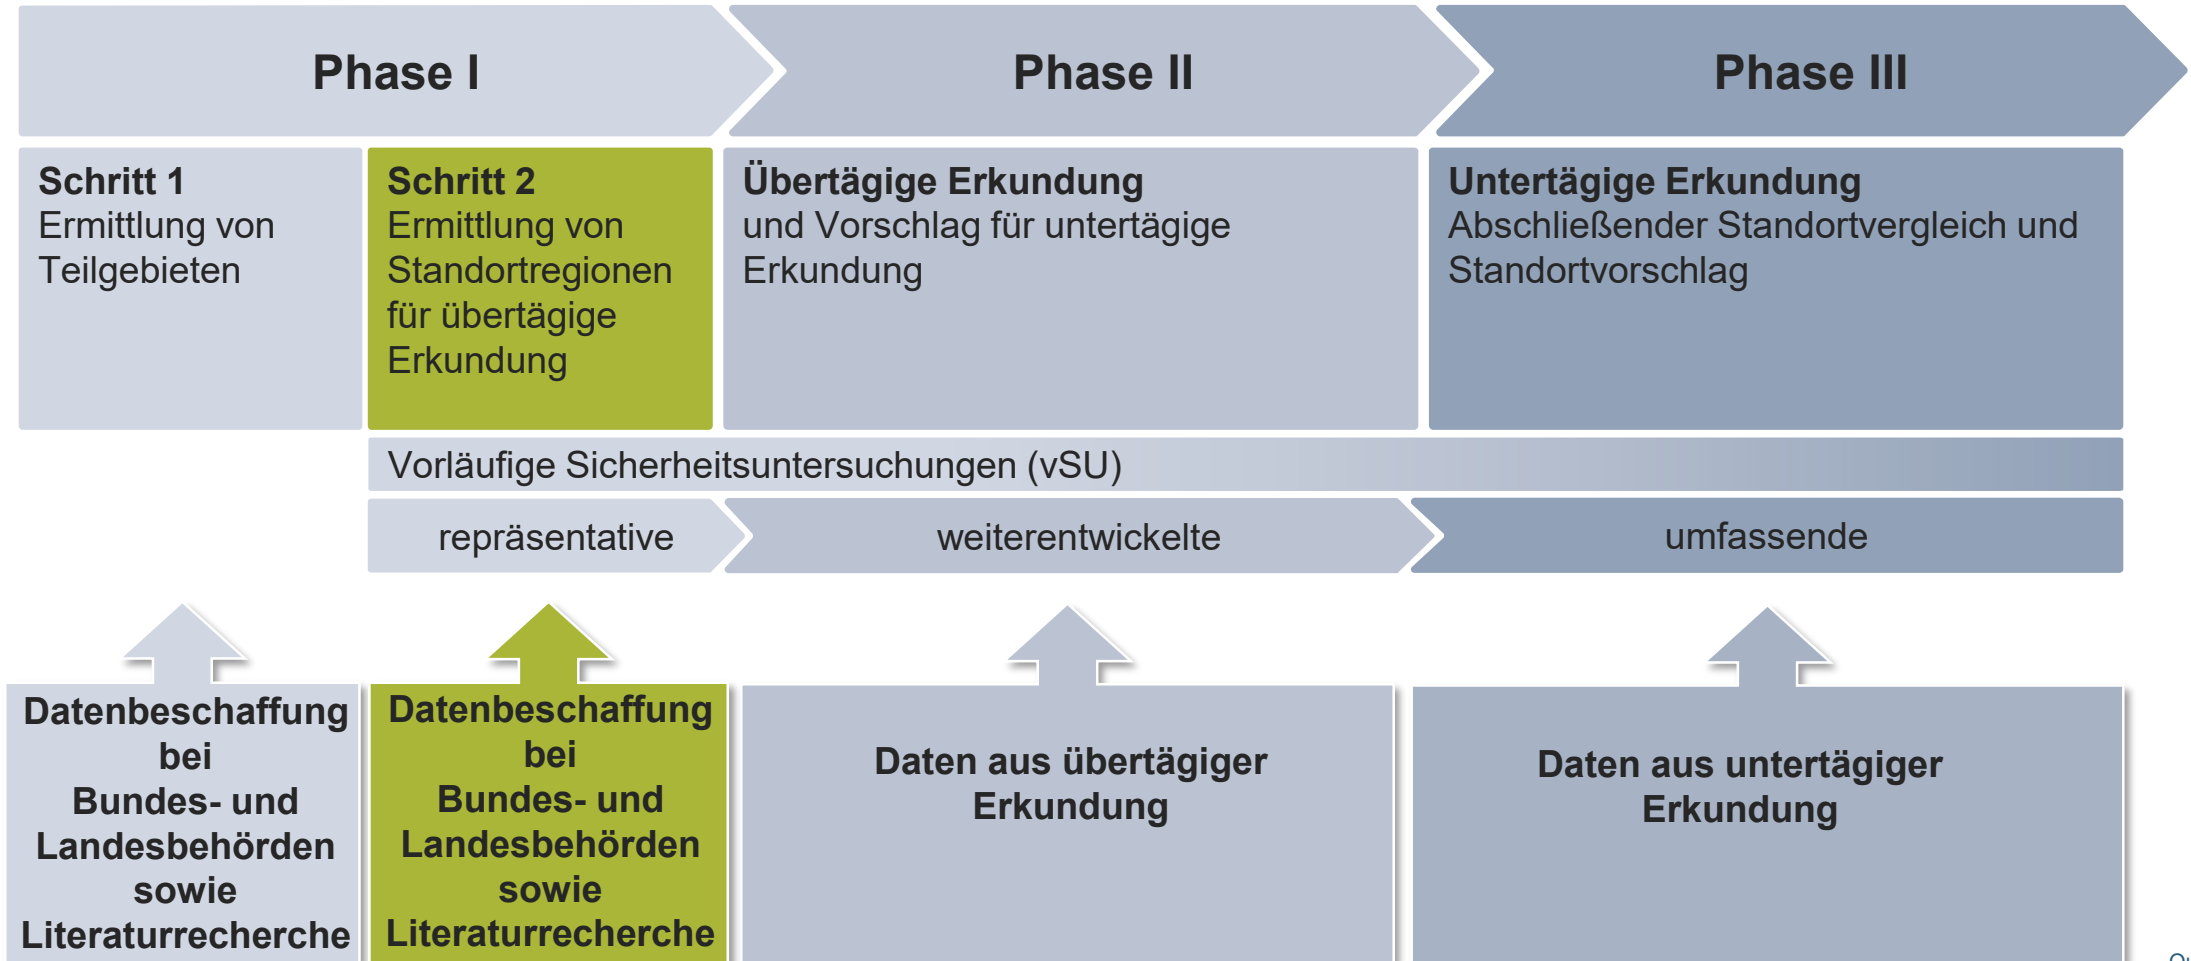 Phase I
Phase II
Phase III
Schritt 1
Ermittlung von
Teilgebieten
Schritt 2
Ermittlung von
Standortregionen
für übertägige
Erkundung
Übertägige Erkundung
und Vorschlag für untertägige
Erkundung
Untertägige Erkundung
Abschließender Standortvergleich und
Standortvorschlag
Vorläufige Sicherheitsuntersuchungen (vSU)
repräsentative
weiterentwickelte
umfassende
Datenbeschaffung
bei
Bundes- und
Landesbehörden
sowie
Literaturrecherche
Datenbeschaffung
bei
Bundes- und
Landesbehörden
sowie
Literaturrecherche
Daten aus übertägiger
Erkundung
Daten aus untertägiger
Erkundung